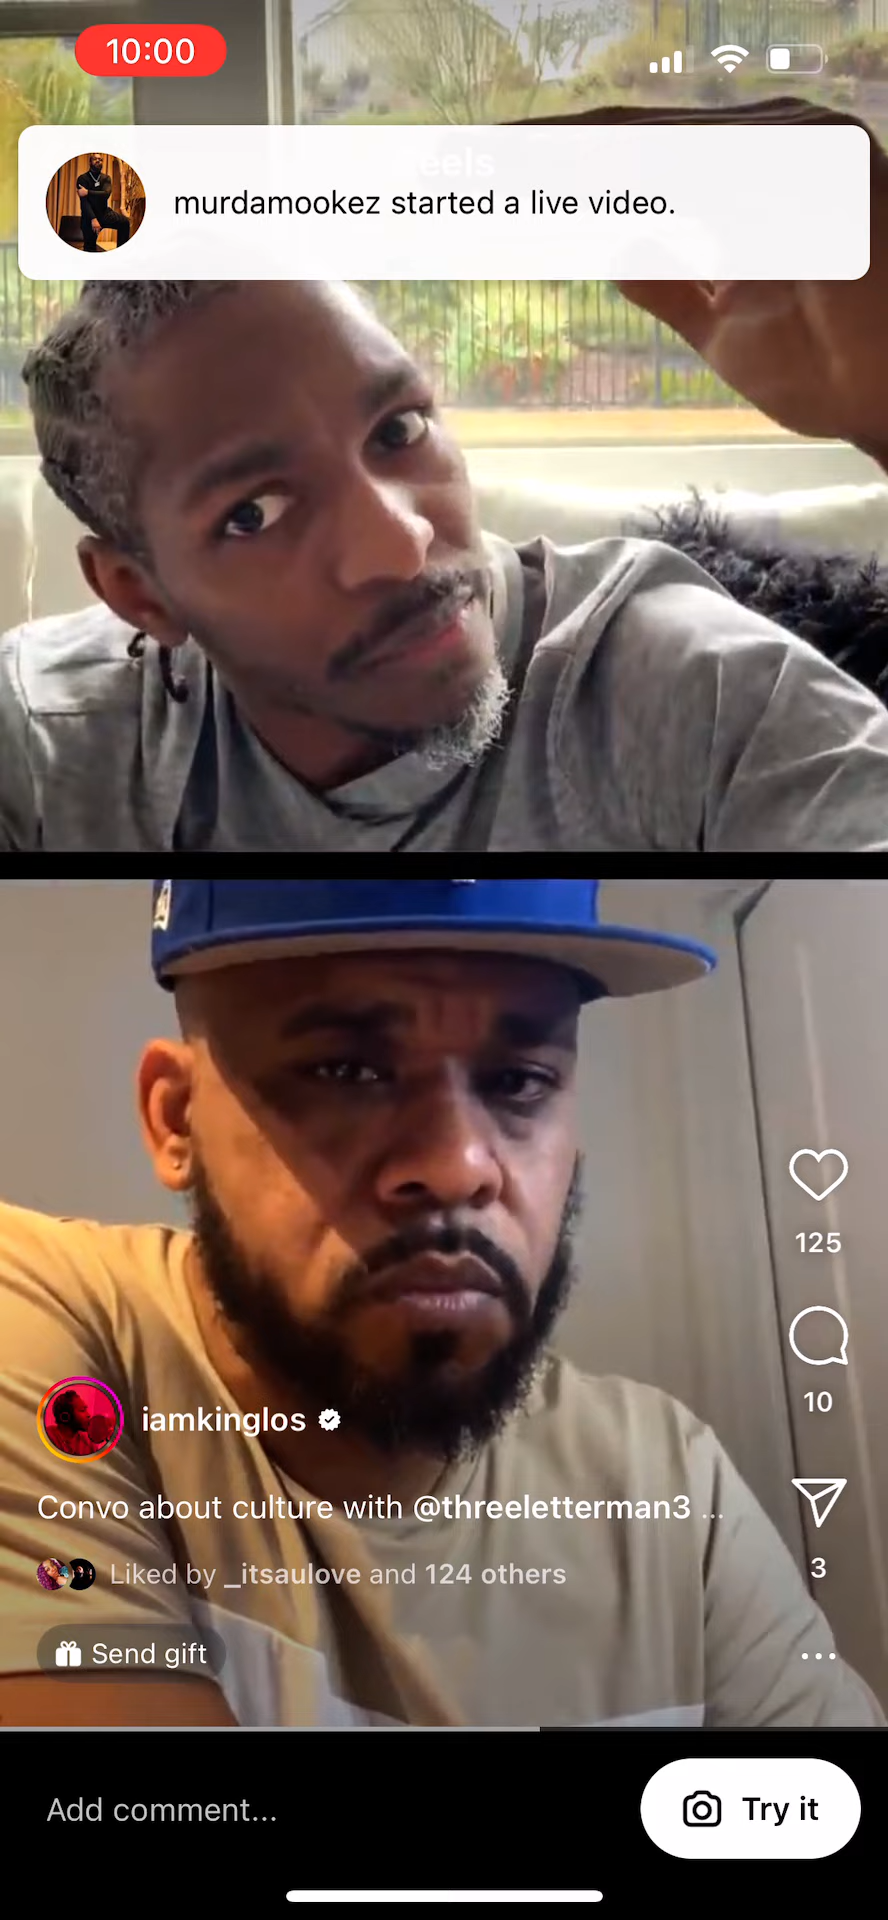 10:00
eels
murdamookez started a live video.
125
10
iamkinglos
Convo about culture with @threeletterman3 ...
3
Liked by _itsaulove and 124 others
Send gift
Add comment...
Try it